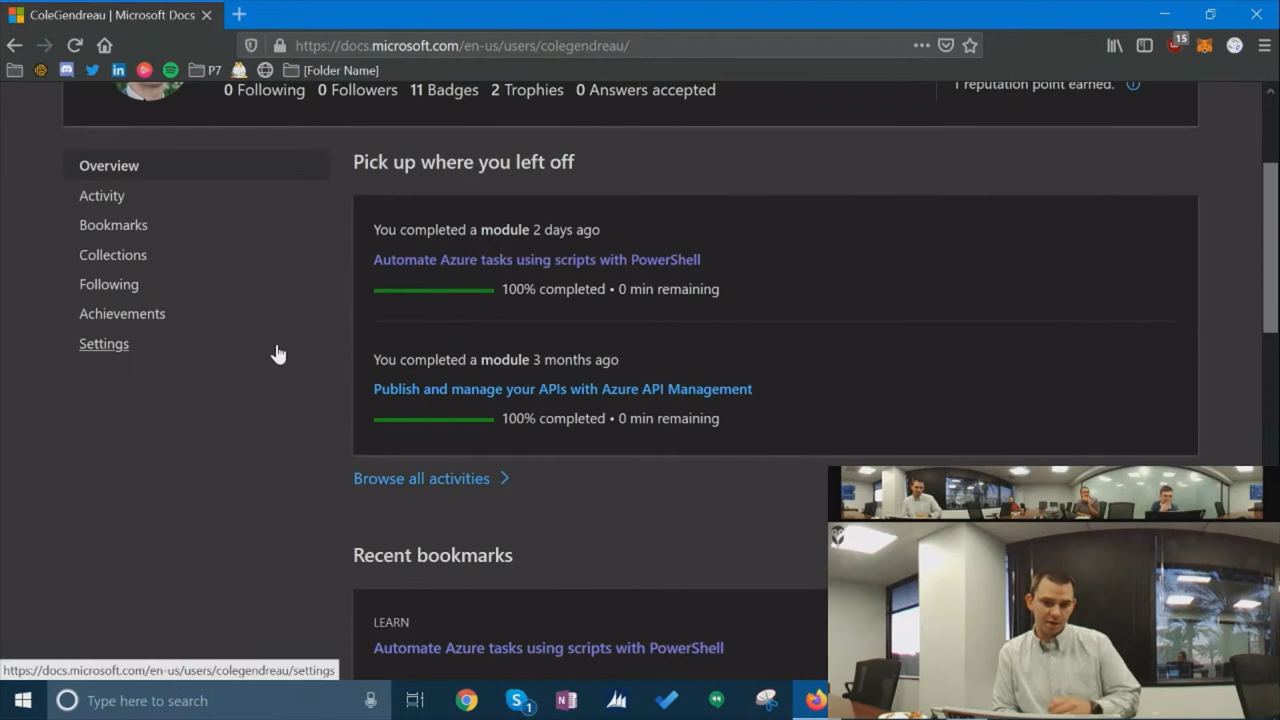 ColeGendreau | Microsoft Docs
https://docs.microsoft.com/en-us/users/colegendreau/
15
P7
[Folder Name]
0 Following 0 Followers 11 Badges 2 Trophies 0 Answers accepted
1 reputation point earned.
Overview
Activity
Bookmarks
Collections
Following
Achievements
Settings
Pick up where you left off
You completed a module 2 days ago
Automate Azure tasks using scripts with PowerShell
100% completed • 0 min remaining
You completed a module 3 months ago
Publish and manage your APIs with Azure API Management
100% completed • 0 min remaining
Browse all activities
Recent bookmarks
LEARN
Automate Azure tasks using scripts with PowerShell
https://docs.microsoft.com/en-us/users/colegendreau/settings
Type here to search
1